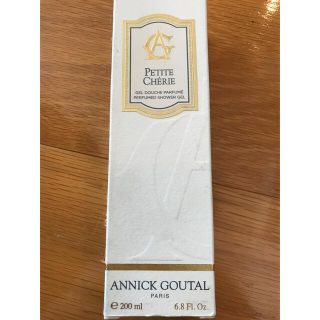 AG
PETITE
CHÉRIE
GEL DOUCHE PARFUMÉ
PERFUMED SHOWER GEL
ANNICK GOUTAL
PARIS
e 200 ml 6.8 Fl. Oz.